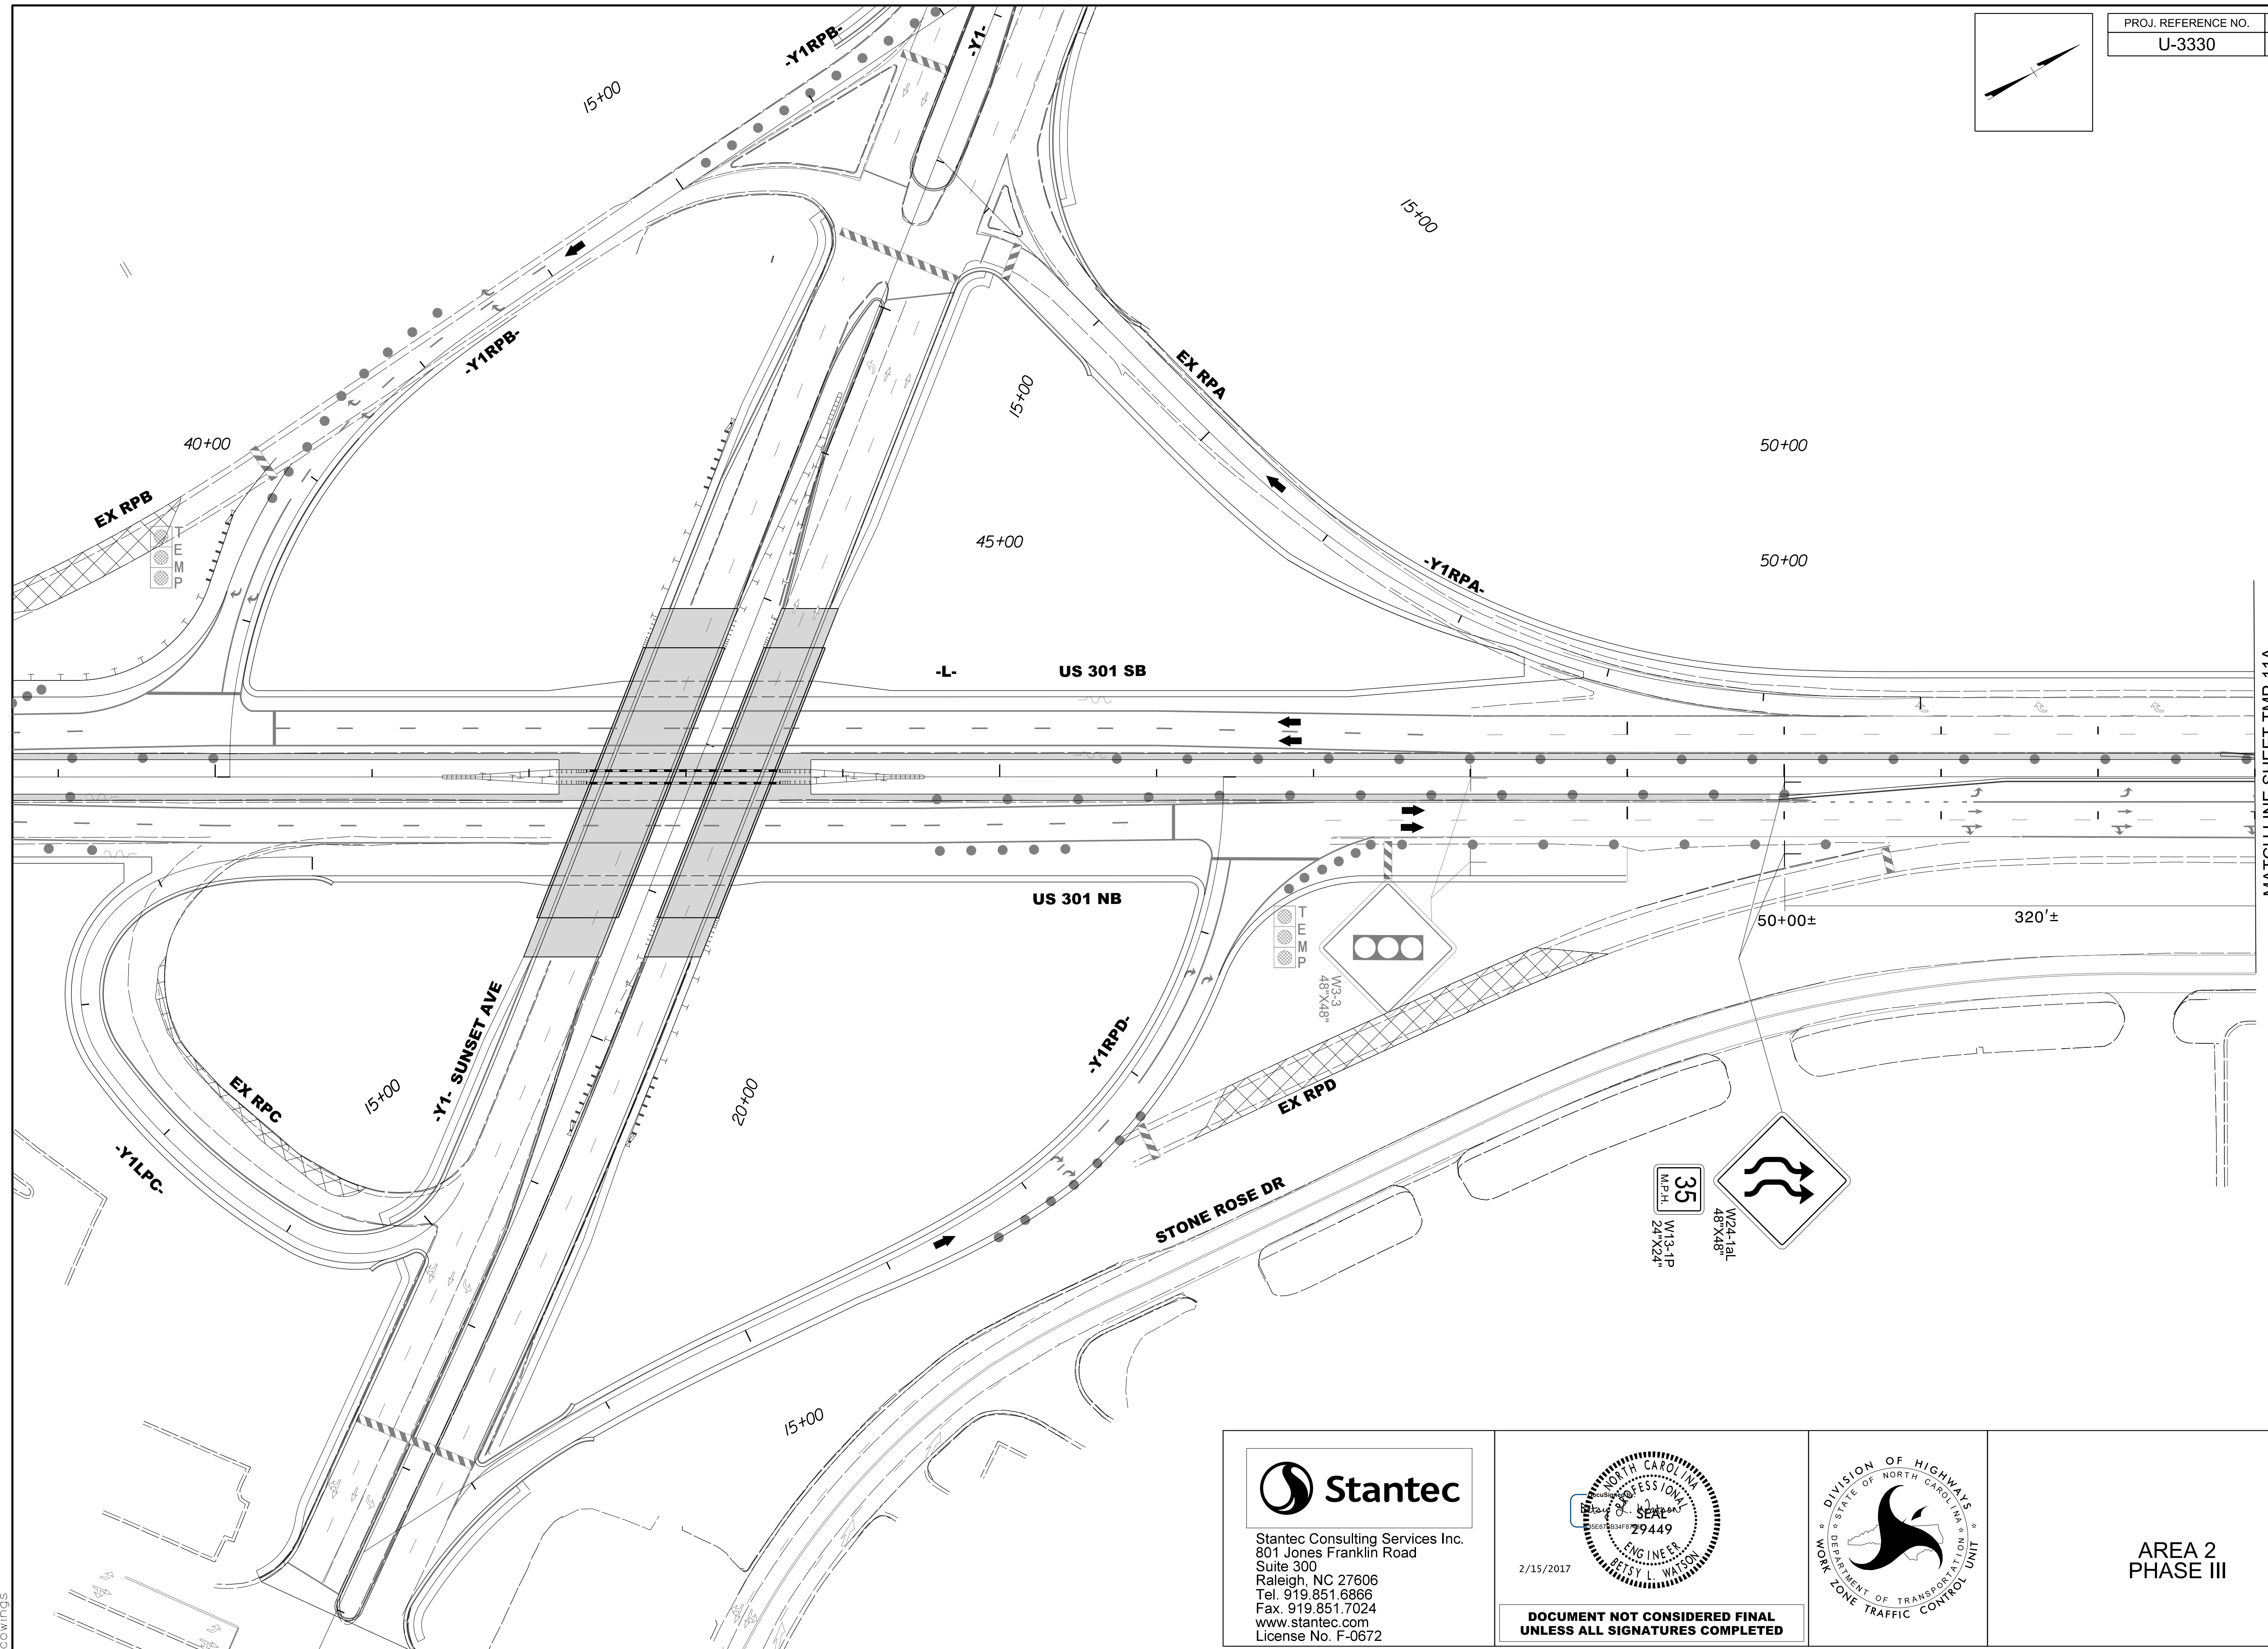 PROJ. REFERENCE NO.
U-3330
-Y1RPB-
-Y1-
15+00
15+00
EX RPA
-Y1RPB-
15+00
40+00
50+00
EX RPB
T
E
M
P
45+00
50+00
-Y1RPA-
-L-
US 301 SB
MATCH LINE SHEET TMP-11A
US 301 NB
T
E
M
P
50+00±
320'±
W3-3
48"X48"
-Y1- SUNSET AVE
-Y1RPD-
EX RPC
15+00
20+00
EX RPD
-Y1LPC-
STONE ROSE DR
35
M.P.H.
W13-1P
24"X24"
W24-1aL
48"X48"
15+00
Stantec
Stantec Consulting Services Inc.
801 Jones Franklin Road
Suite 300
Raleigh, NC 27606
Tel. 919.851.6866
Fax. 919.851.7024
www.stantec.com
License No. F-0672
NORTH CAROLINA
PROFESSIONAL
SEAL
29449
ENGINEER
BETSY L. WATSON
2/15/2017
DOCUMENT NOT CONSIDERED FINAL
UNLESS ALL SIGNATURES COMPLETED
DIVISION OF HIGHWAYS
STATE OF NORTH CAROLINA
DEPARTMENT OF TRANSPORTATION
WORK ZONE TRAFFIC CONTROL UNIT
AREA 2
PHASE III